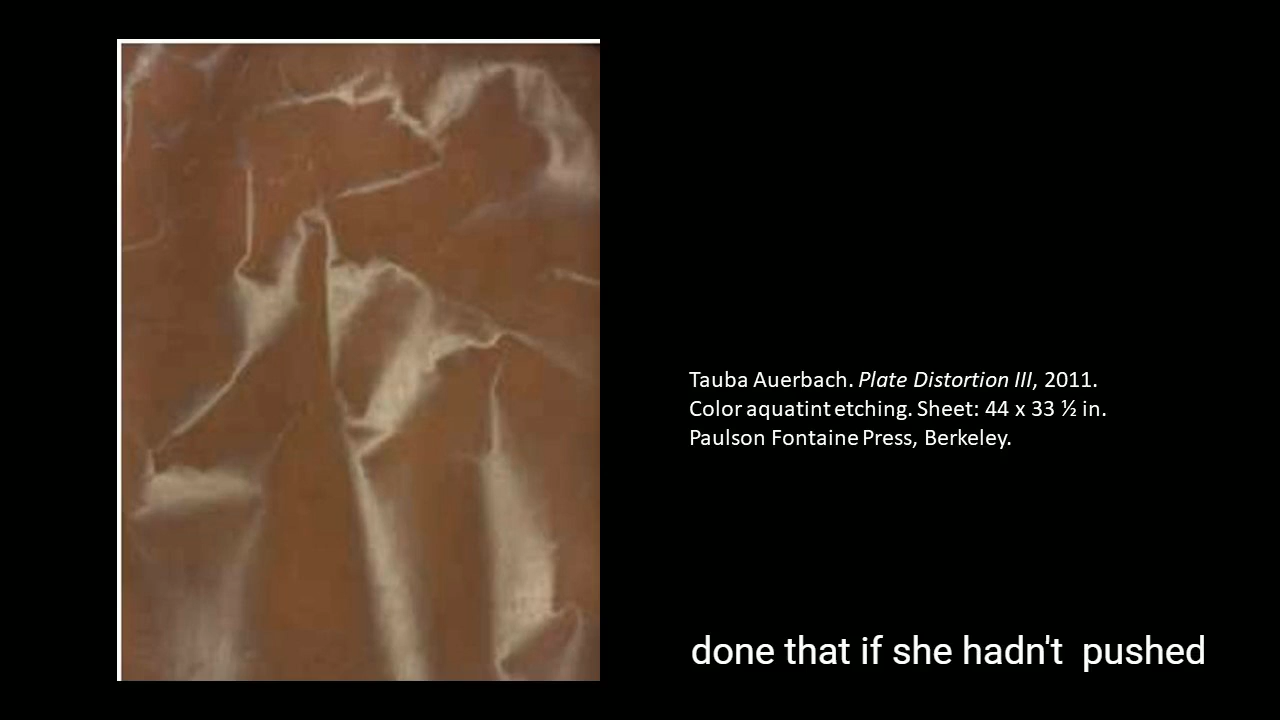 Tauba Auerbach. Plate Distortion III, 2011.
Color aquatint etching. Sheet: 44 x 33 ½ in.
Paulson Fontaine Press, Berkeley.
done that if she hadn't  pushed